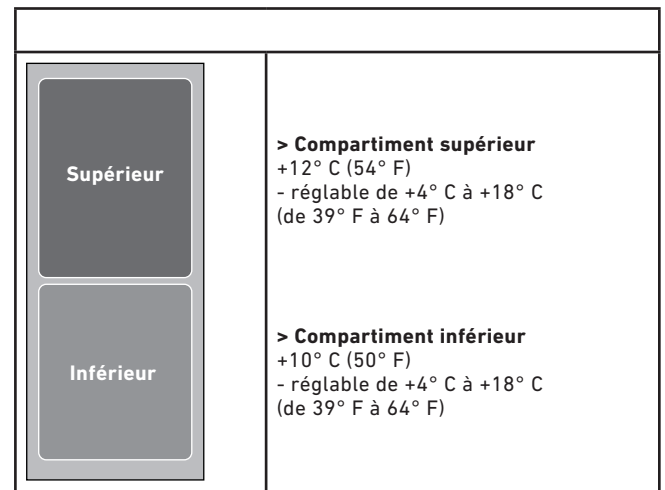 Supérieur
> Compartiment supérieur
+12° C (54° F)
- réglable de +4° C à +18° C
(de 39° F à 64° F)
Inférieur
> Compartiment inférieur
+10° C (50° F)
- réglable de +4° C à +18° C
(de 39° F à 64° F)